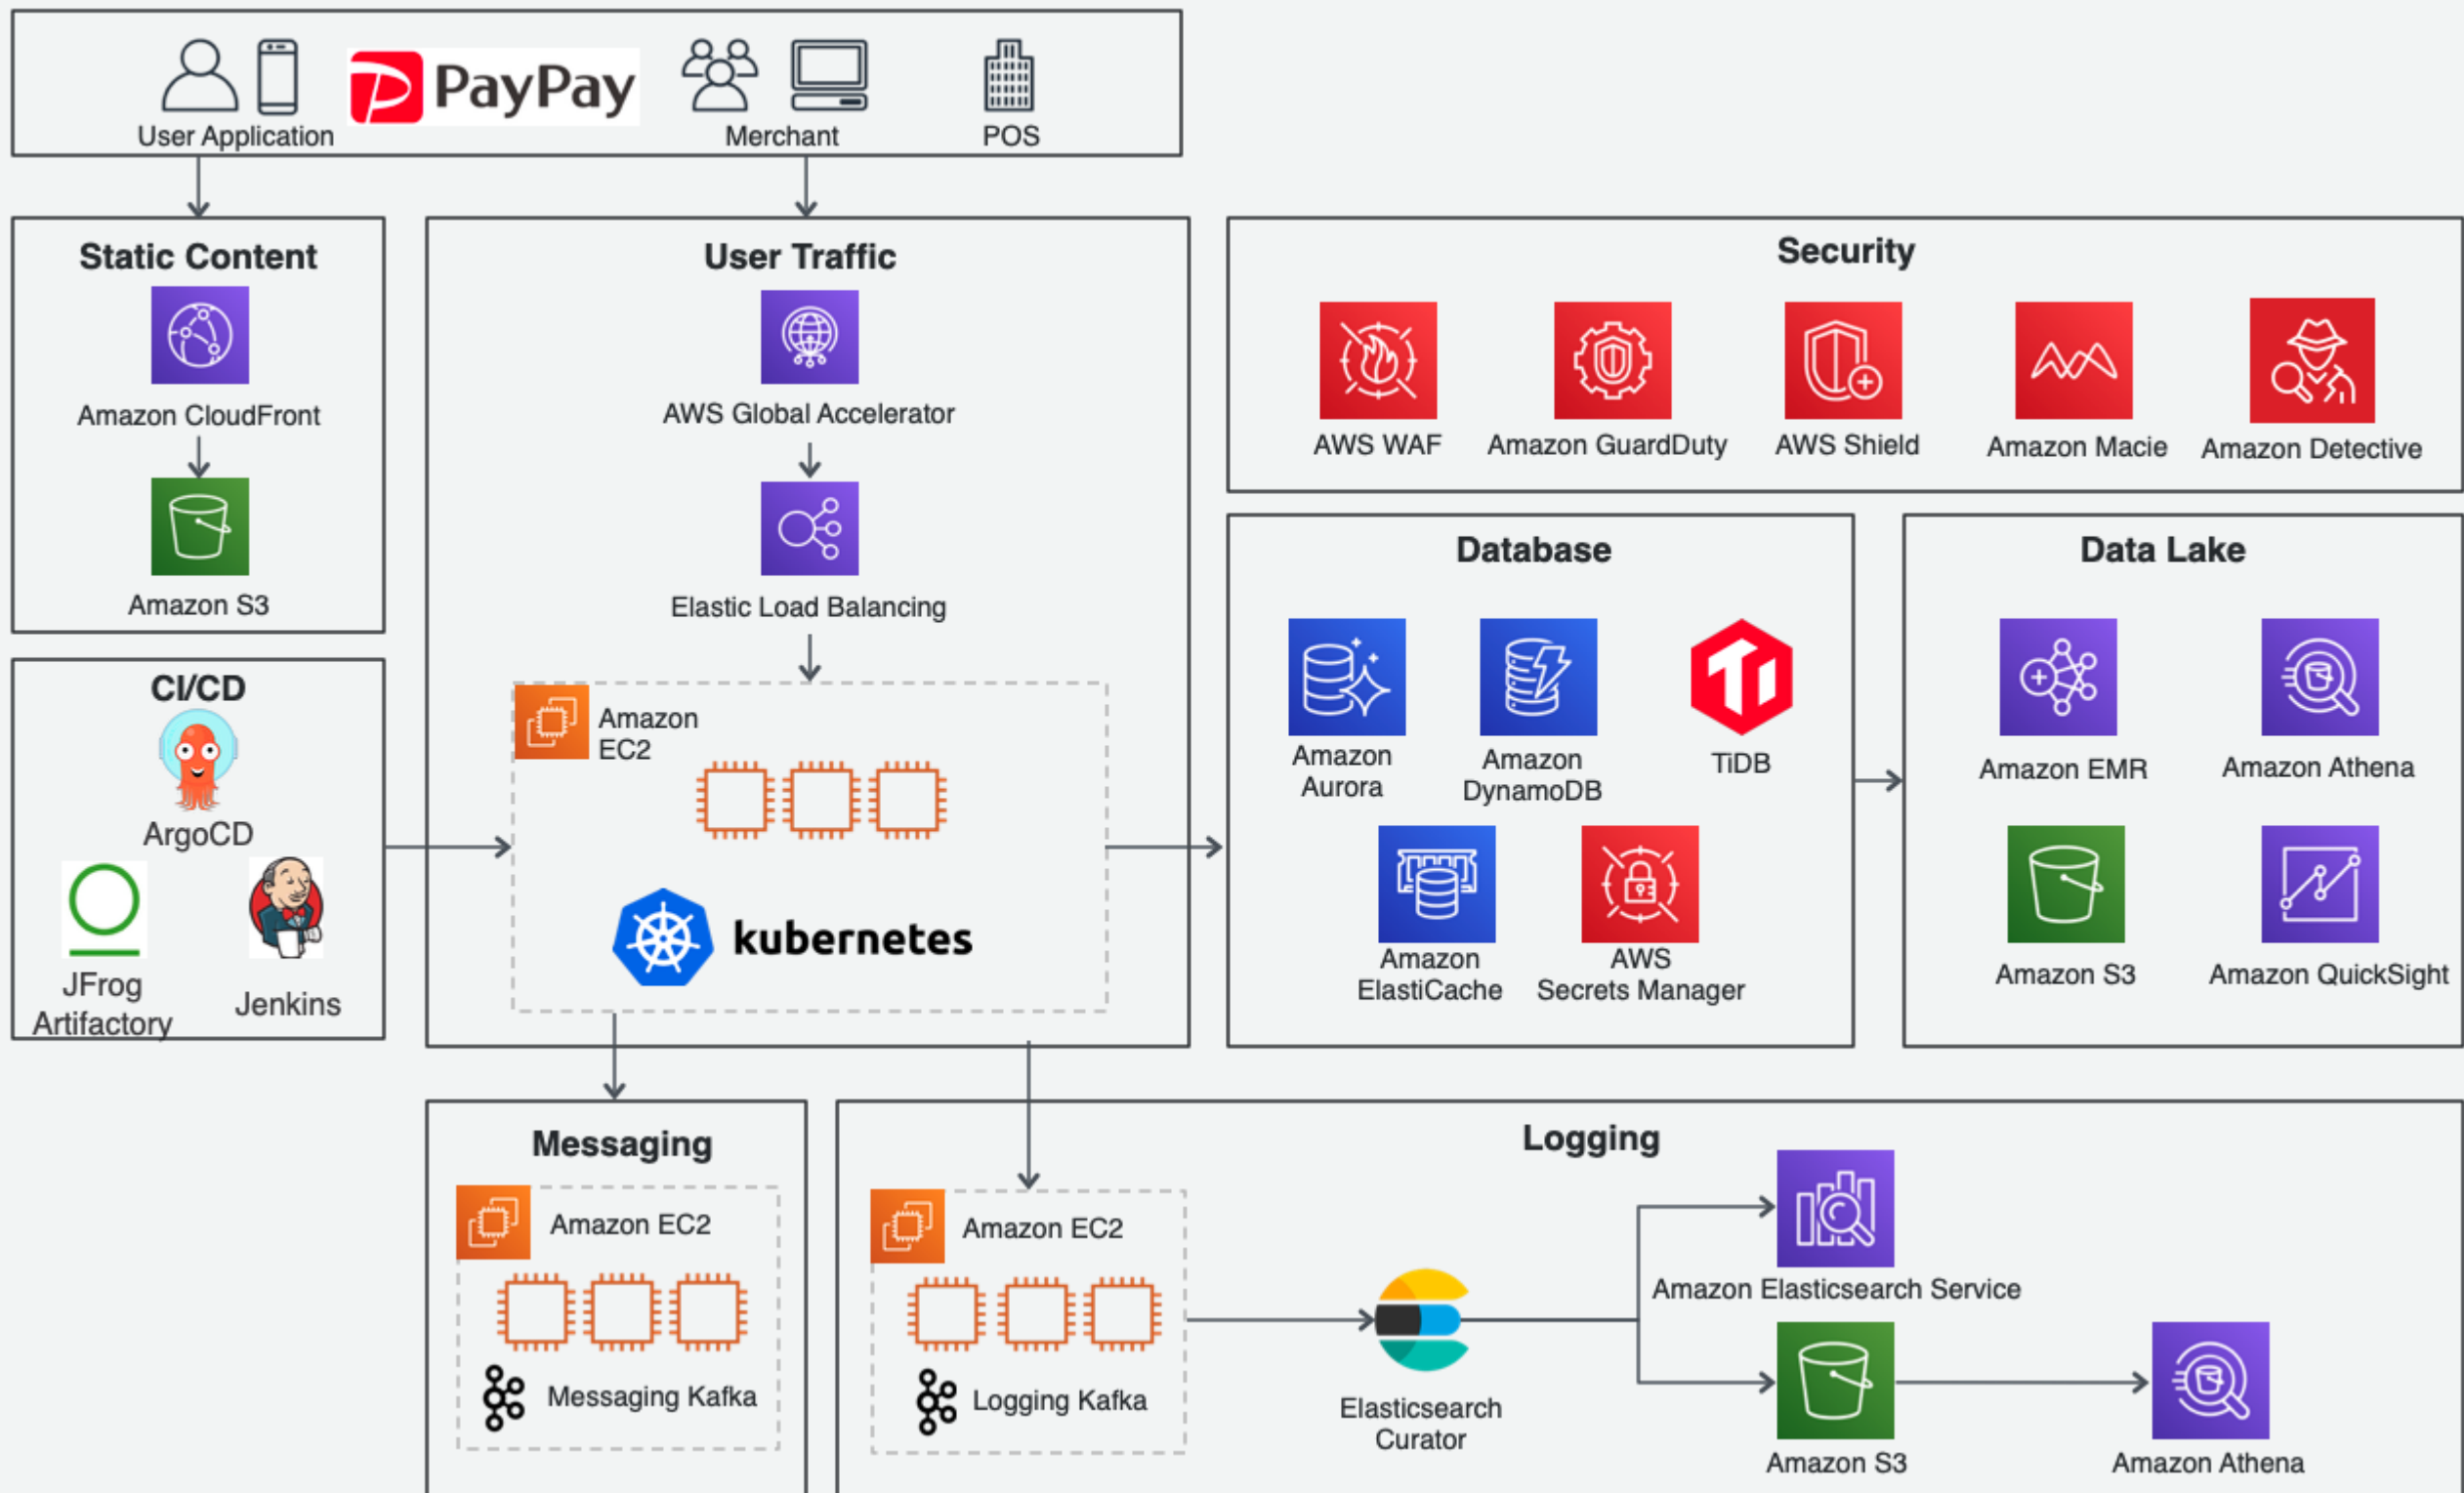 PayPay
User Application
Merchant
POS
Static Content
Amazon CloudFront
Amazon S3
User Traffic
AWS Global Accelerator
Elastic Load Balancing
Amazon
EC2
kubernetes
Security
AWS WAF
Amazon GuardDuty
AWS Shield
Amazon Macie
Amazon Detective
CI/CD
ArgoCD
JFrog
Artifactory
Jenkins
Database
Amazon
Aurora
Amazon
DynamoDB
TiDB
Amazon
ElastiCache
AWS
Secrets Manager
Data Lake
Amazon EMR
Amazon Athena
Amazon S3
Amazon QuickSight
Messaging
Amazon EC2
Messaging Kafka
Logging
Amazon EC2
Logging Kafka
Elasticsearch
Curator
Amazon Elasticsearch Service
Amazon S3
Amazon Athena